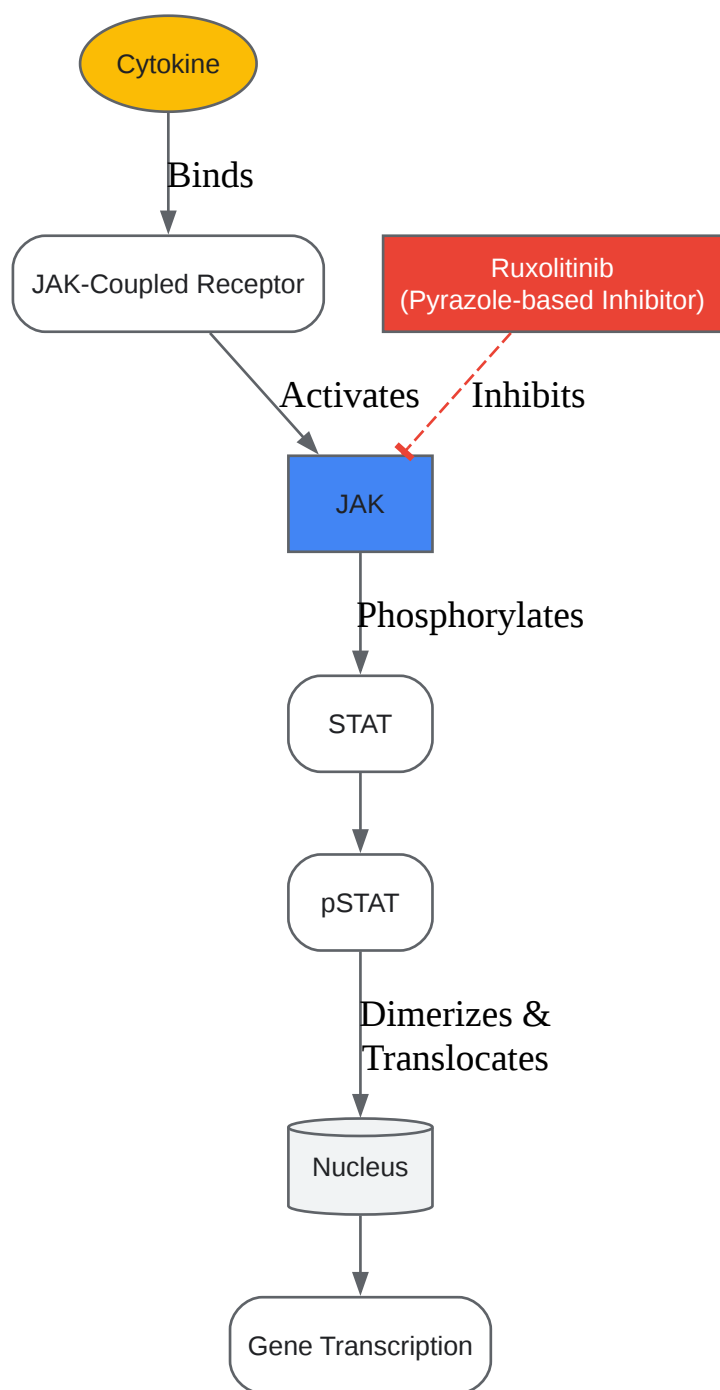 Cytokine
Binds
JAK-Coupled Receptor
Ruxolitinib
(Pyrazole-based Inhibitor)
Activates
Inhibits
JAK
Phosphorylates
STAT
pSTAT
Dimerizes &
Translocates
Nucleus
Gene Transcription